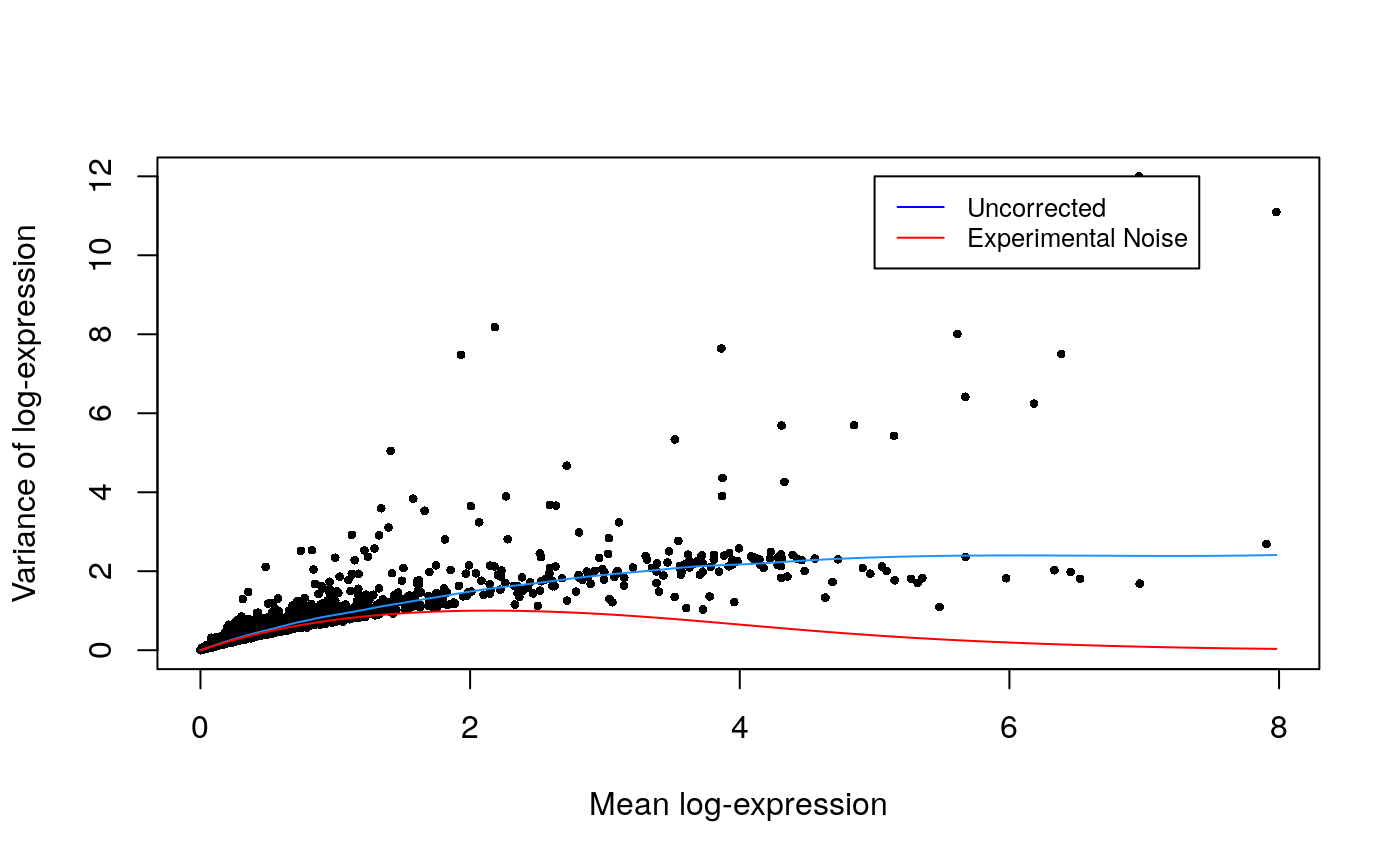 Variance of log-expression
12
10
8
6
4
2
0
Uncorrected
Experimental Noise
0 2 4 6 8
Mean log-expression